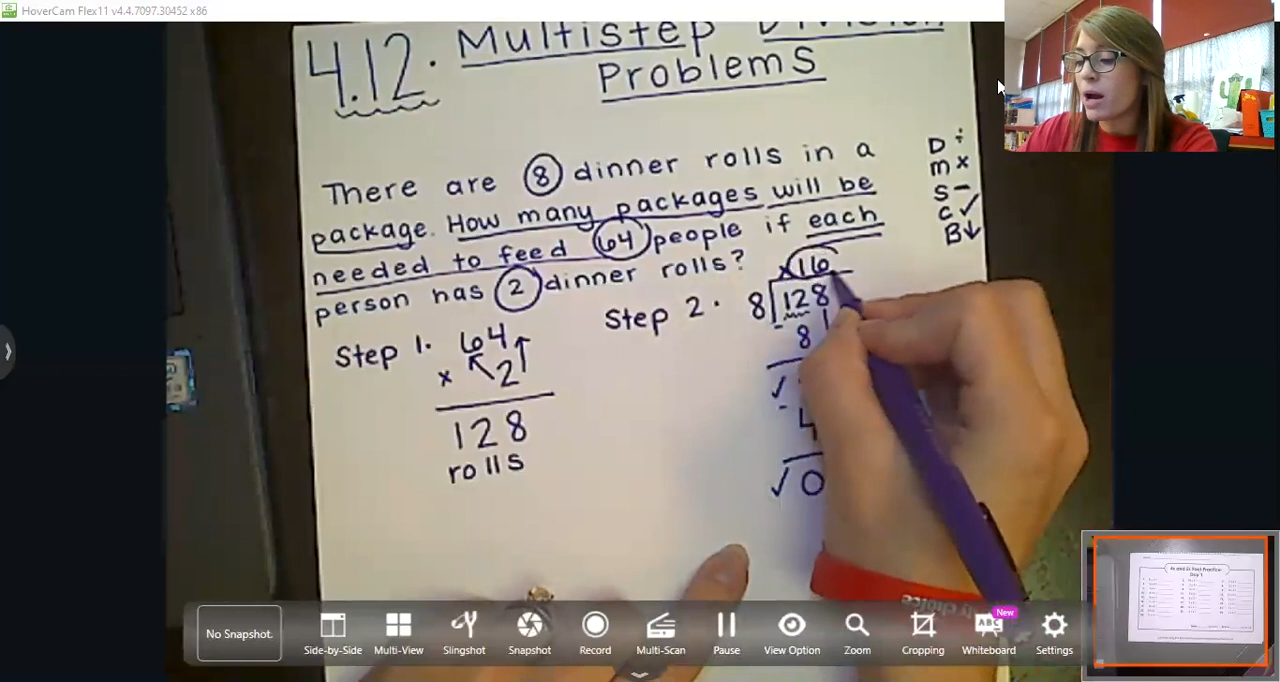 HoverCam Flex11 v4.4.7097.30452 x86
4.12. Multistep Division
Problems
There are 8 dinner rolls in a
package. How many packages will be
needed to feed 64 people if each
person has 2 dinner rolls?
D ÷
m ×
s −
c ✓
B ↓
Step 1. 64
× 2
128
rolls
Step 2. x16
8 128
- 8
✓
- 4
✓ 0
No Snapshot.
Side-by-Side
Multi-View
Slingshot
Snapshot
Record
Multi-Scan
Pause
View Option
Zoom
Cropping
New
ABC
Whiteboard
Settings